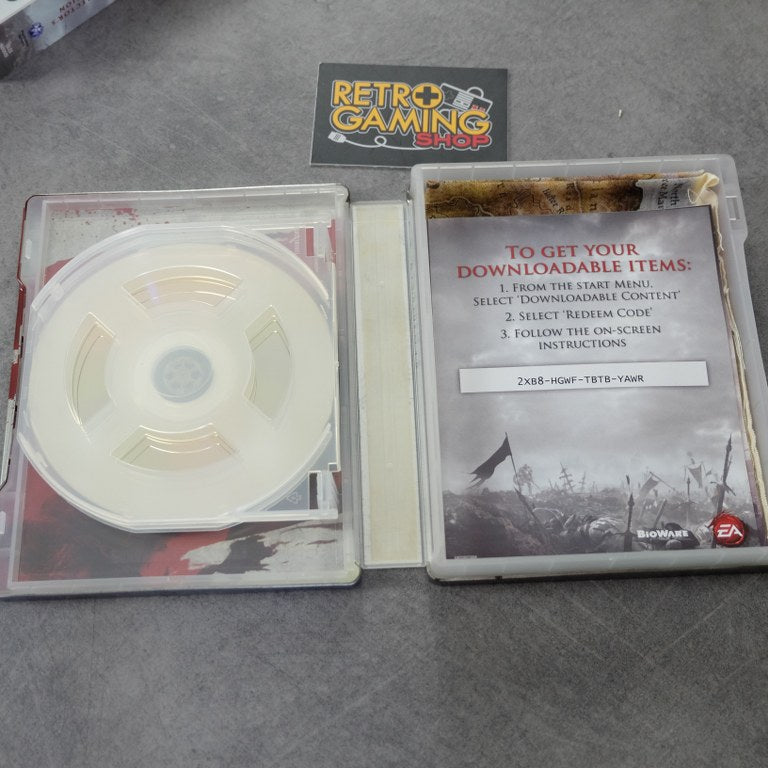 RETRO
GAMING
SHOP
TO GET YOUR
DOWNLOADABLE ITEMS:
1. FROM THE START MENU.
SELECT 'DOWNLOADABLE CONTENT'
2. SELECT 'REDEEM CODE'
3. FOLLOW THE ON-SCREEN
INSTRUCTIONS
2XB8-HGWF-TBTB-YAWR
BIOWARE
EA